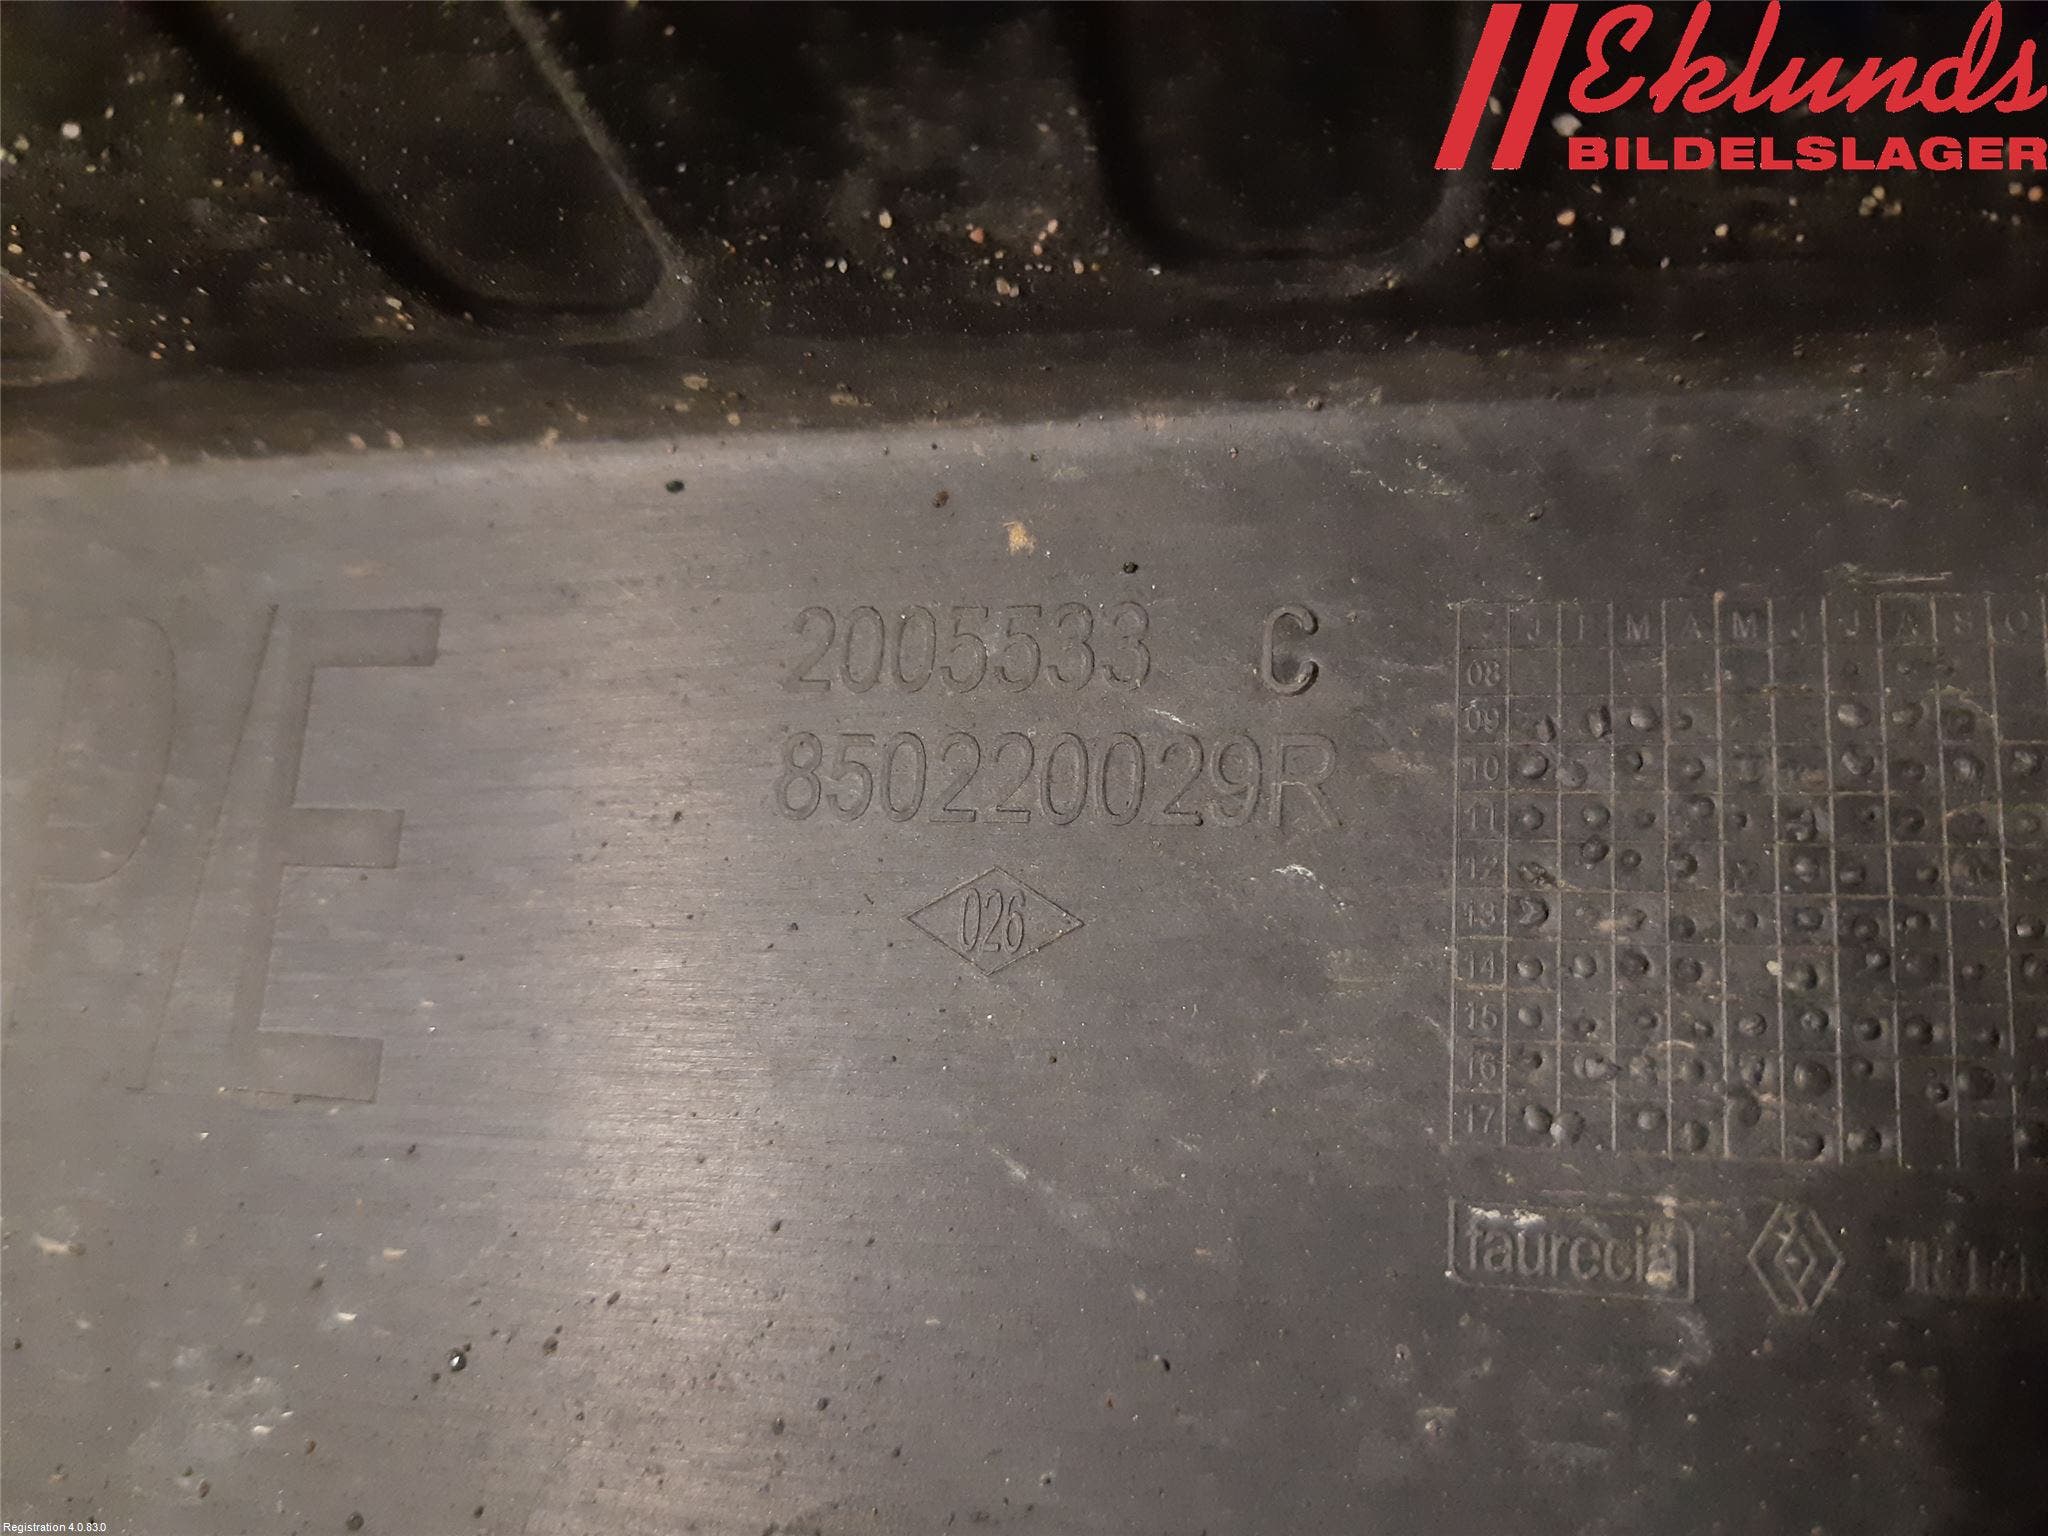 Eklunds
BILDELSLAGER
2005533 C
850220029R
P/E
026
J F M A M J J A S O
08
09
10
11
12
13
14
15
16
17
faurecia
Registration 4.0.83.0